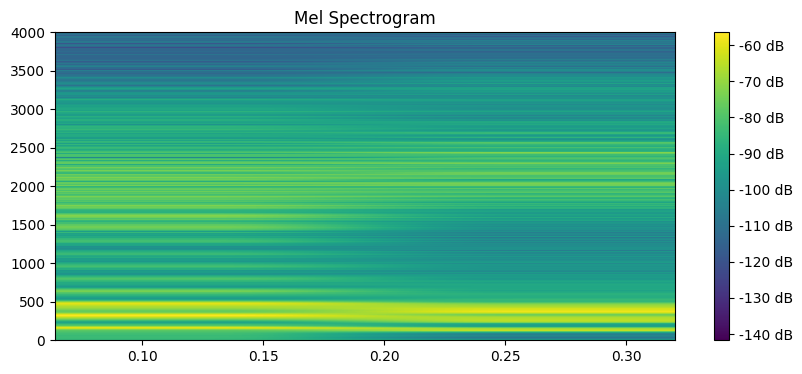 Mel Spectrogram
4000
3500
3000
2500
2000
1500
1000
500
0
0.10 0.15 0.20 0.25 0.30
-60 dB
-70 dB
-80 dB
-90 dB
-100 dB
-110 dB
-120 dB
-130 dB
-140 dB